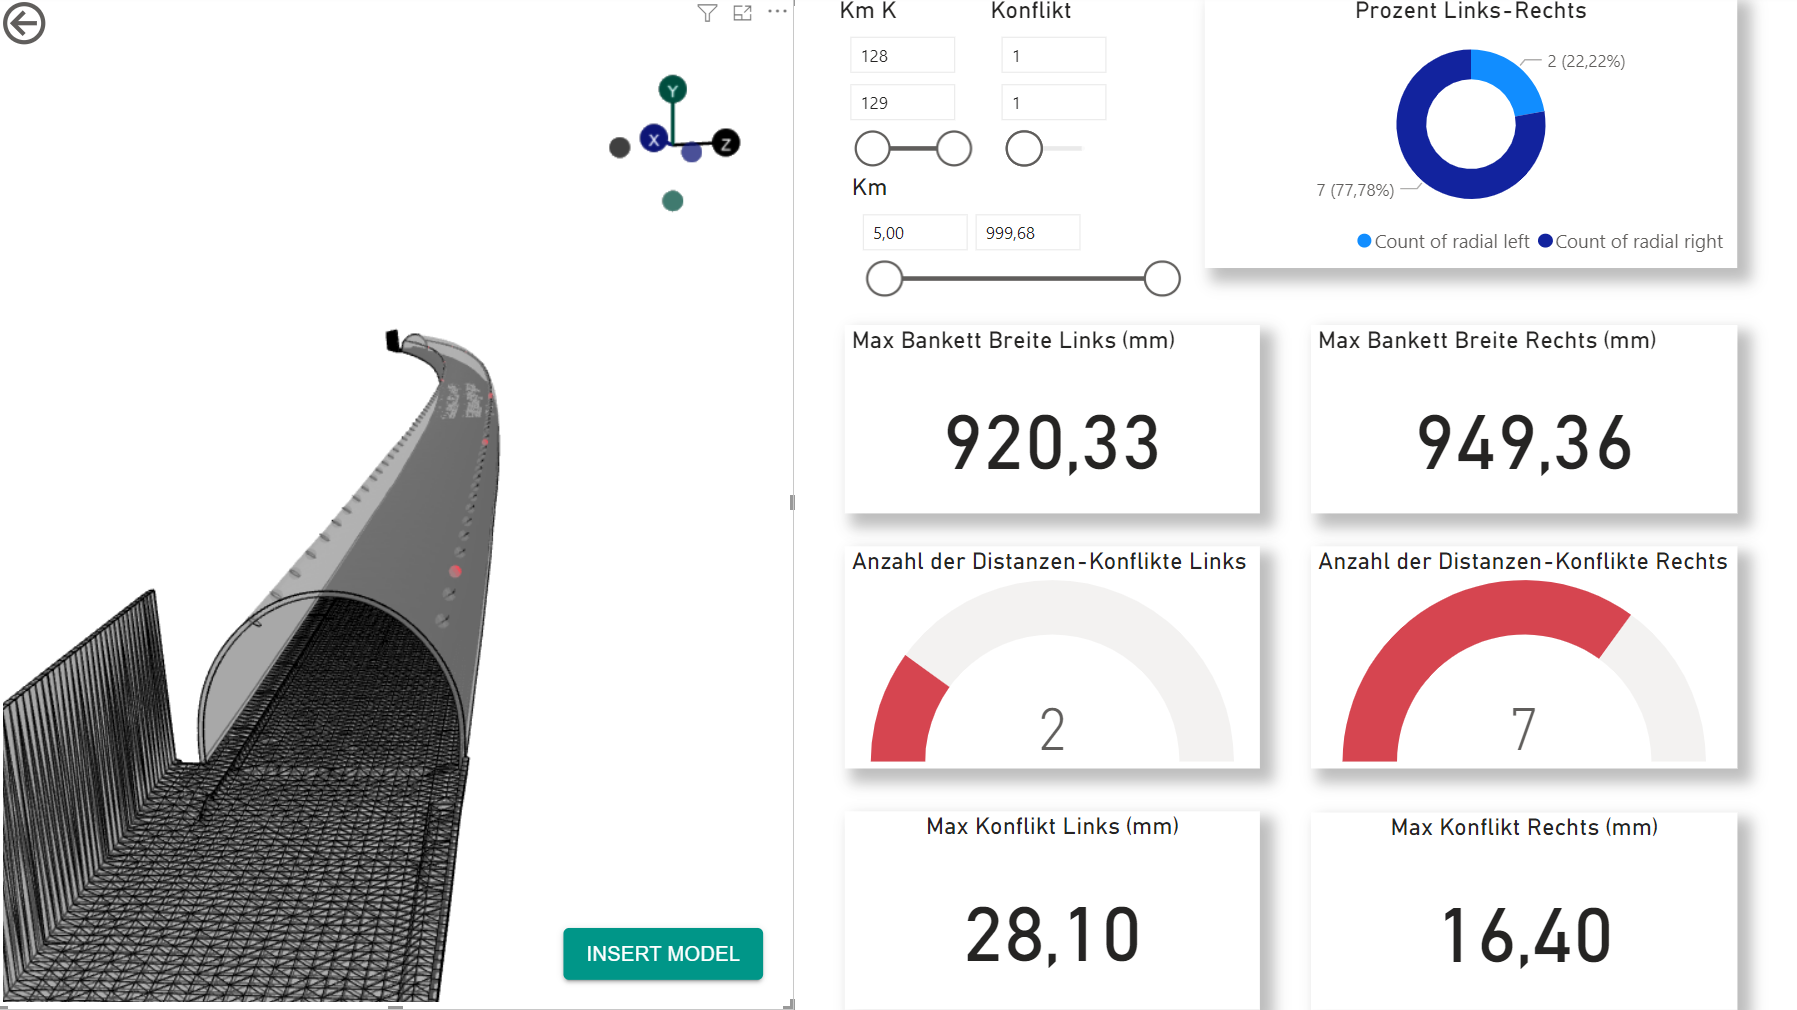 Y
X
Z
INSERT MODEL
Km K
Konflikt
128
1
129
1
Km
5,00
999,68
Prozent Links-Rechts
2 (22,22%)
7 (77,78%)
Count of radial left
Count of radial right
Max Bankett Breite Links (mm)
920,33
Max Bankett Breite Rechts (mm)
949,36
Anzahl der Distanzen-Konflikte Links
2
Anzahl der Distanzen-Konflikte Rechts
7
Max Konflikt Links (mm)
28,10
Max Konflikt Rechts (mm)
16,40